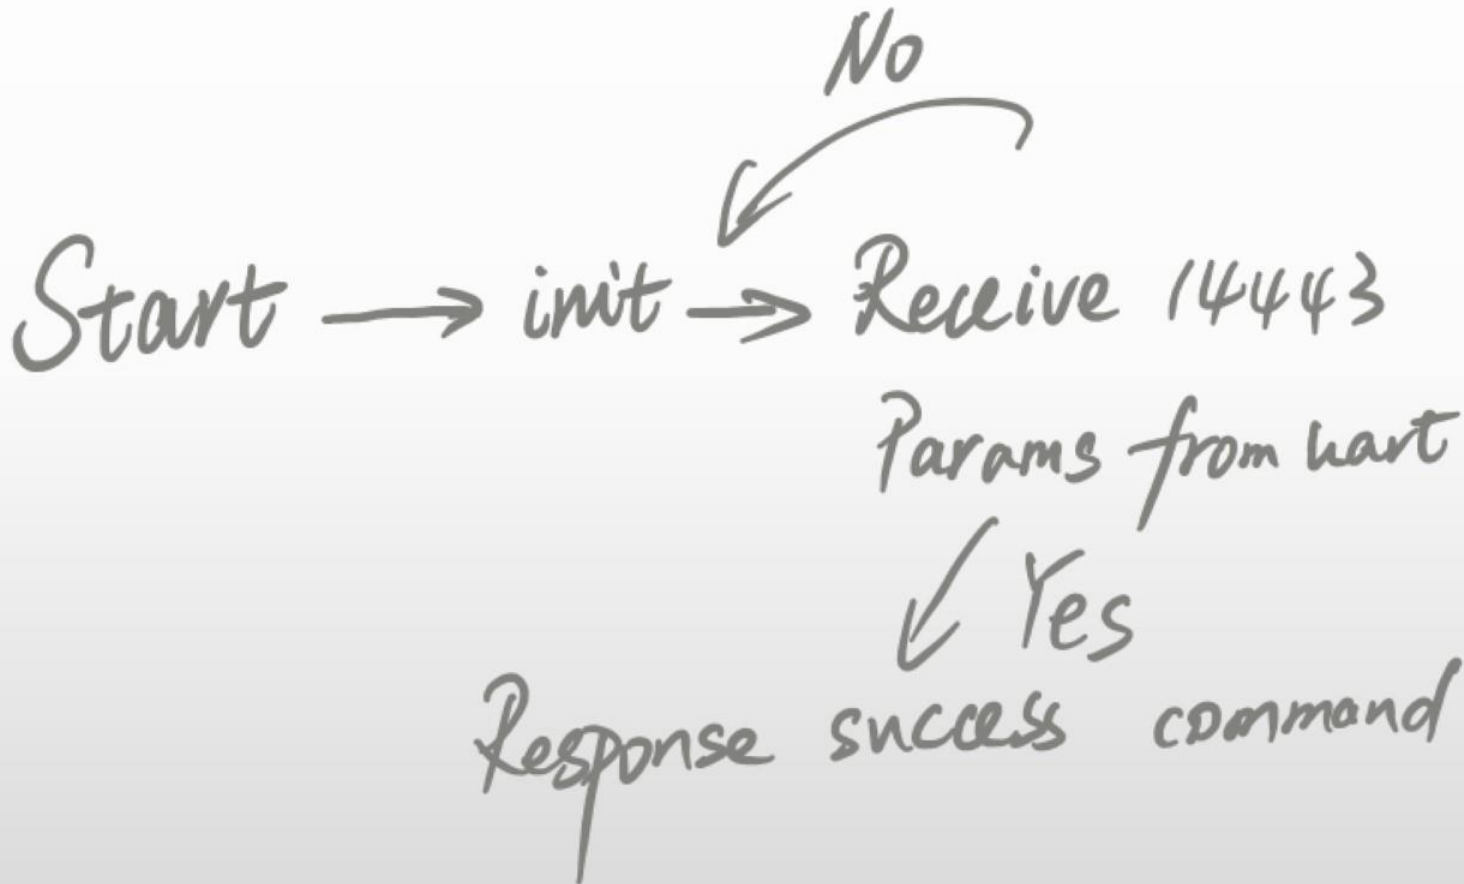 No
Start → init → Receive 14443
Params from uart
Yes
Response success command